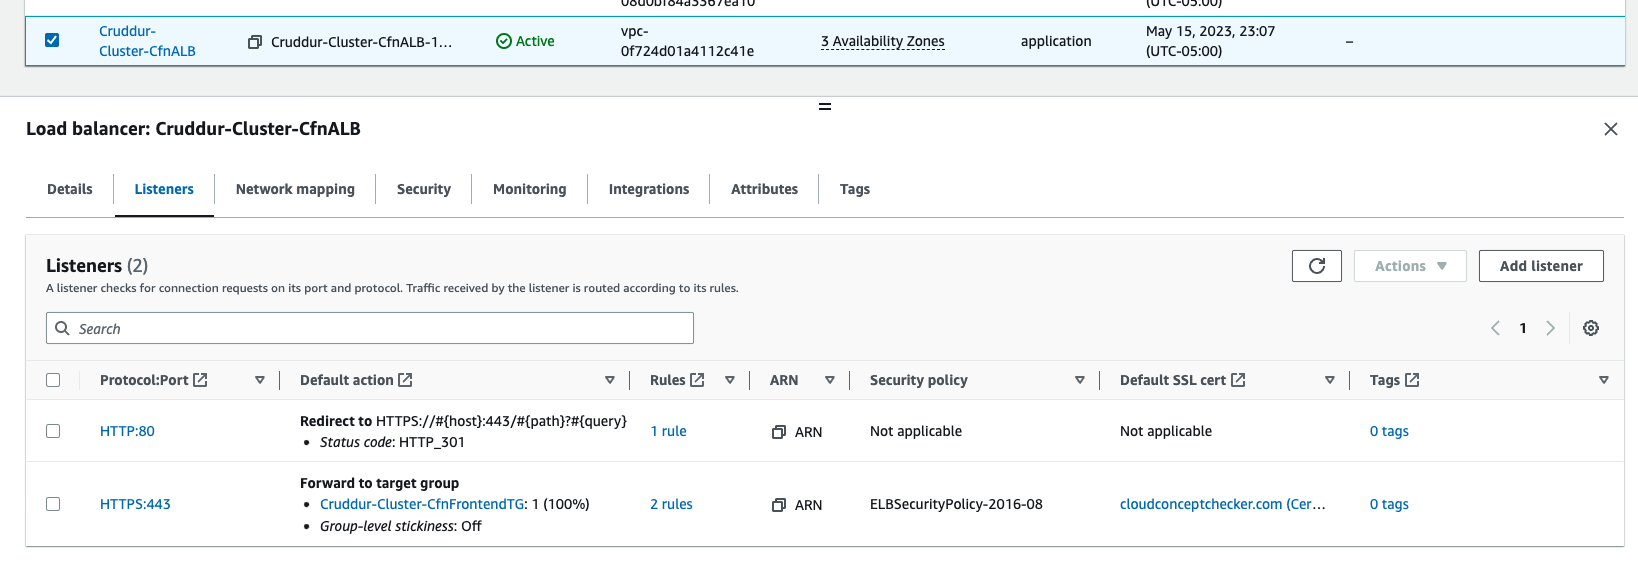 08d0bf84a3367ea10 (UTC-05:00)
Cruddur- vpc- May 15, 2023, 23:07
Cruddur-Cluster-CfnALB-1... Active 3 Availability Zones application –
Cluster-CfnALB 0f724d01a4112c41e (UTC-05:00)
Load balancer: Cruddur-Cluster-CfnALB
Details Listeners Network mapping Security Monitoring Integrations Attributes Tags
Listeners (2) Actions Add listener
A listener checks for connection requests on its port and protocol. Traffic received by the listener is routed according to its rules.
Search 1
Protocol:Port Default action Rules ARN Security policy Default SSL cert Tags
Redirect to HTTPS://#{host}:443/#{path}?#{query}
HTTP:80 1 rule ARN Not applicable Not applicable 0 tags
• Status code: HTTP_301
Forward to target group
HTTPS:443 • Cruddur-Cluster-CfnFrontendTG: 1 (100%) 2 rules ARN ELBSecurityPolicy-2016-08 cloudconceptchecker.com (Cer... 0 tags
• Group-level stickiness: Off